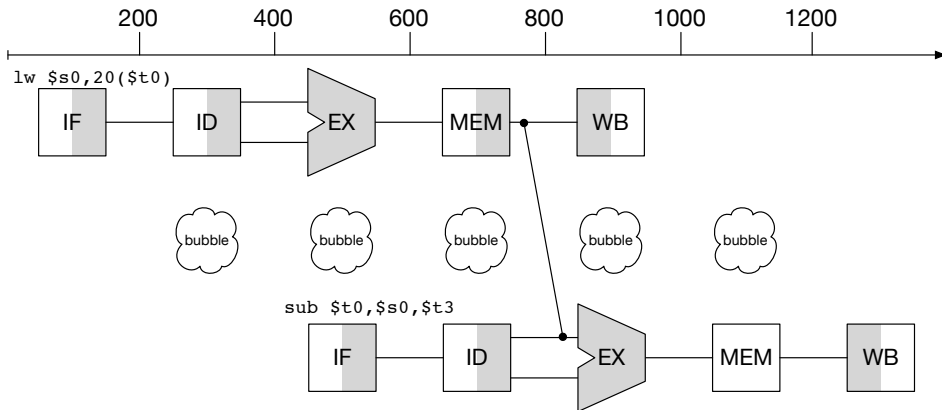 200 400 600 800 1000 1200
lw $s0,20($t0)
IF ID EX MEM WB
bubble bubble bubble bubble bubble
sub $t0,$s0,$t3
IF ID EX MEM WB